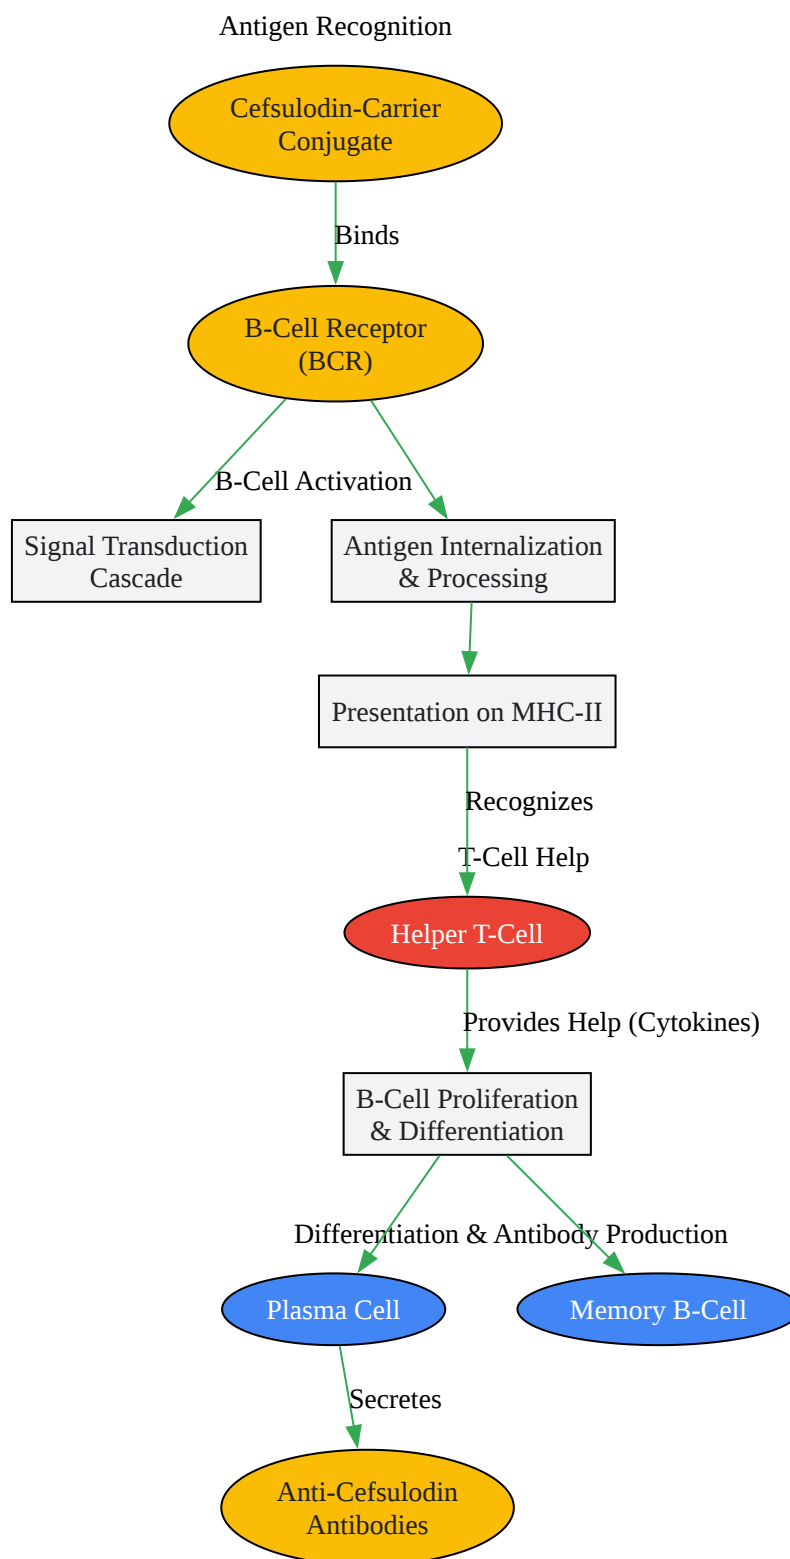 Antigen Recognition
Cefsulodin-Carrier
Conjugate
Binds
B-Cell Receptor
(BCR)
B-Cell Activation
Signal Transduction
Cascade
Antigen Internalization
& Processing
Presentation on MHC-II
Recognizes
T-Cell Help
Helper T-Cell
Provides Help (Cytokines)
B-Cell Proliferation
& Differentiation
Differentiation & Antibody Production
Plasma Cell
Memory B-Cell
Secretes
Anti-Cefsulodin
Antibodies